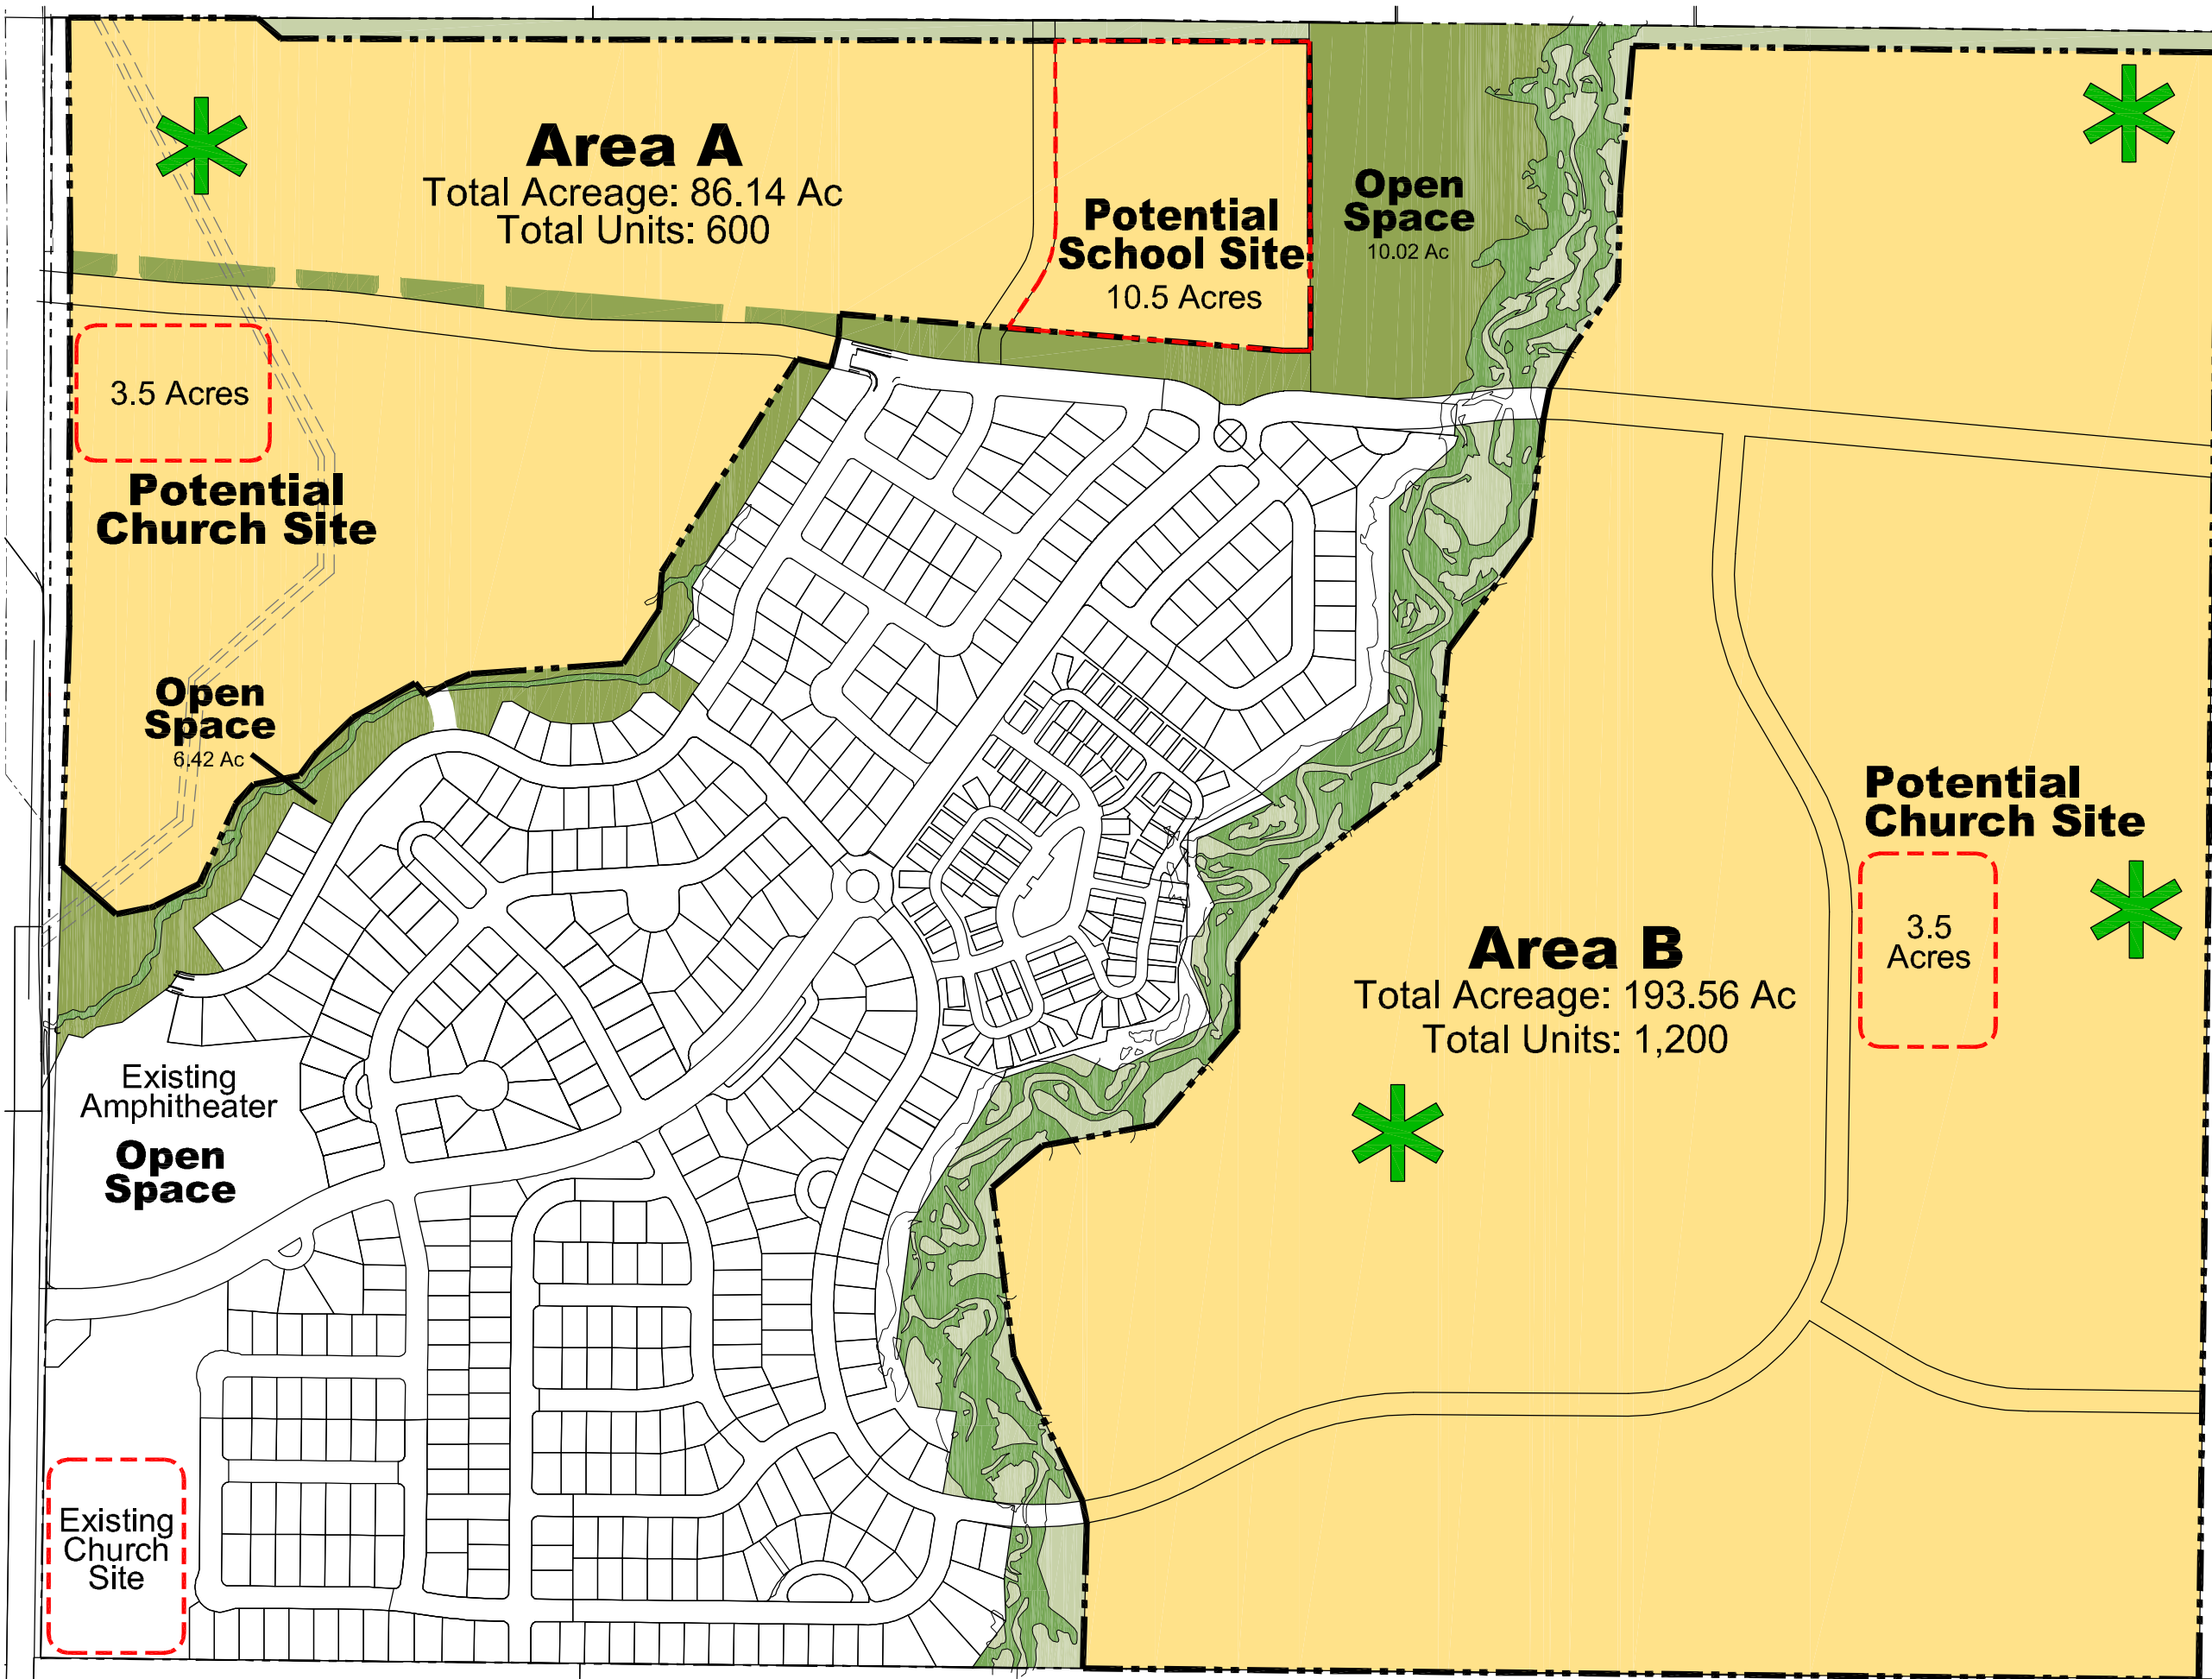 Area A
Total Acreage: 86.14 Ac
Total Units: 600
Potential
School Site
10.5 Acres
Open
Space
10.02 Ac
3.5 Acres
Potential
Church Site
Open
Space
6.42 Ac
Potential
Church Site
3.5
Acres
Area B
Total Acreage: 193.56 Ac
Total Units: 1,200
Existing
Amphitheater
Open
Space
Existing
Church
Site